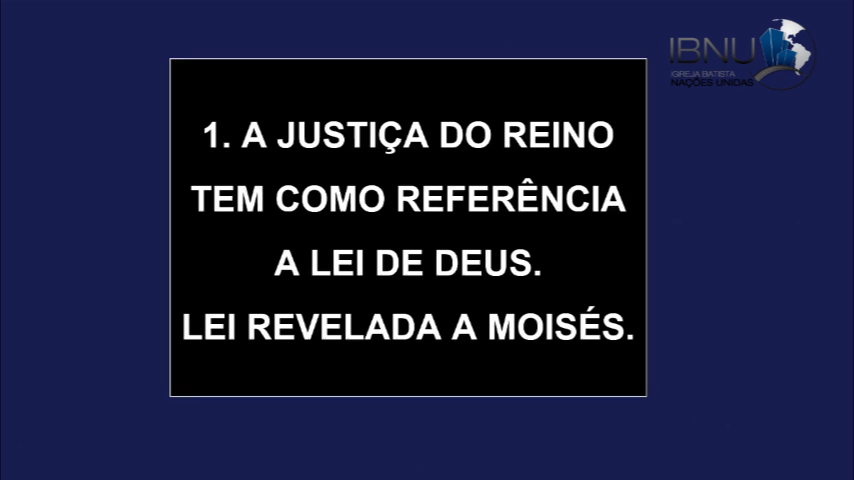 IBNU
IGREJA BATISTA
NAÇÕES UNIDAS
1. A JUSTIÇA DO REINO
TEM COMO REFERÊNCIA
A LEI DE DEUS.
LEI REVELADA A MOISÉS.